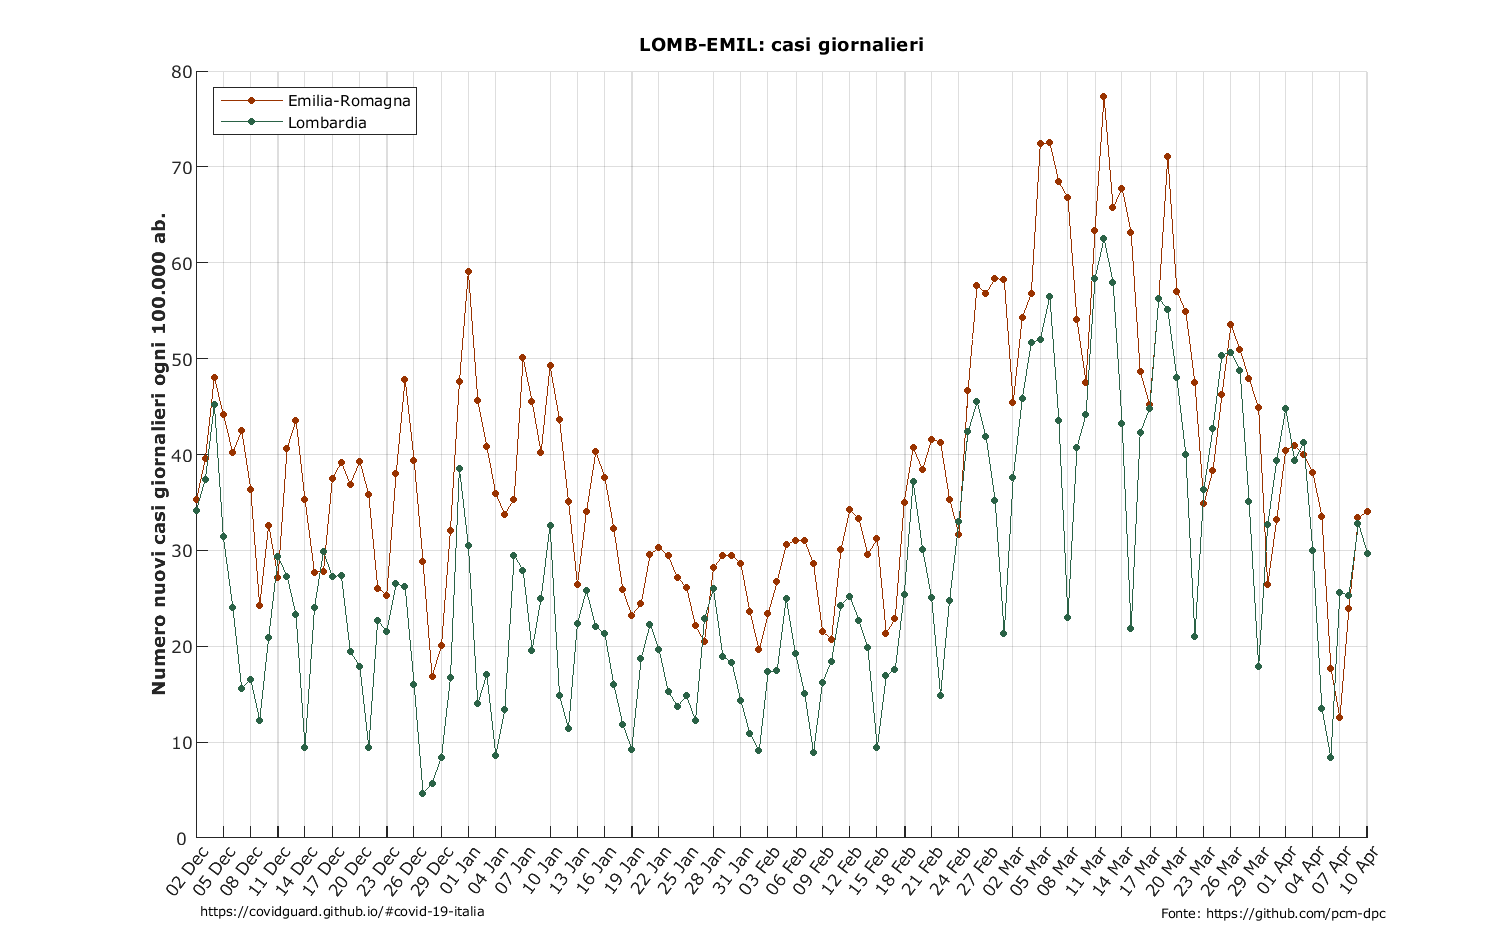 LOMB-EMIL: casi giornalieri
Emilia-Romagna
Lombardia
Numero nuovi casi giornalieri ogni 100.000 ab.
80
70
60
50
40
30
20
10
0
02 Dec
05 Dec
08 Dec
11 Dec
14 Dec
17 Dec
20 Dec
23 Dec
26 Dec
29 Dec
01 Jan
04 Jan
07 Jan
10 Jan
13 Jan
16 Jan
19 Jan
22 Jan
25 Jan
28 Jan
31 Jan
03 Feb
06 Feb
09 Feb
12 Feb
15 Feb
18 Feb
21 Feb
24 Feb
27 Feb
02 Mar
05 Mar
08 Mar
11 Mar
14 Mar
17 Mar
20 Mar
23 Mar
26 Mar
29 Mar
01 Apr
04 Apr
07 Apr
10 Apr
https://covidguard.github.io/#covid-19-italia
Fonte: https://github.com/pcm-dpc